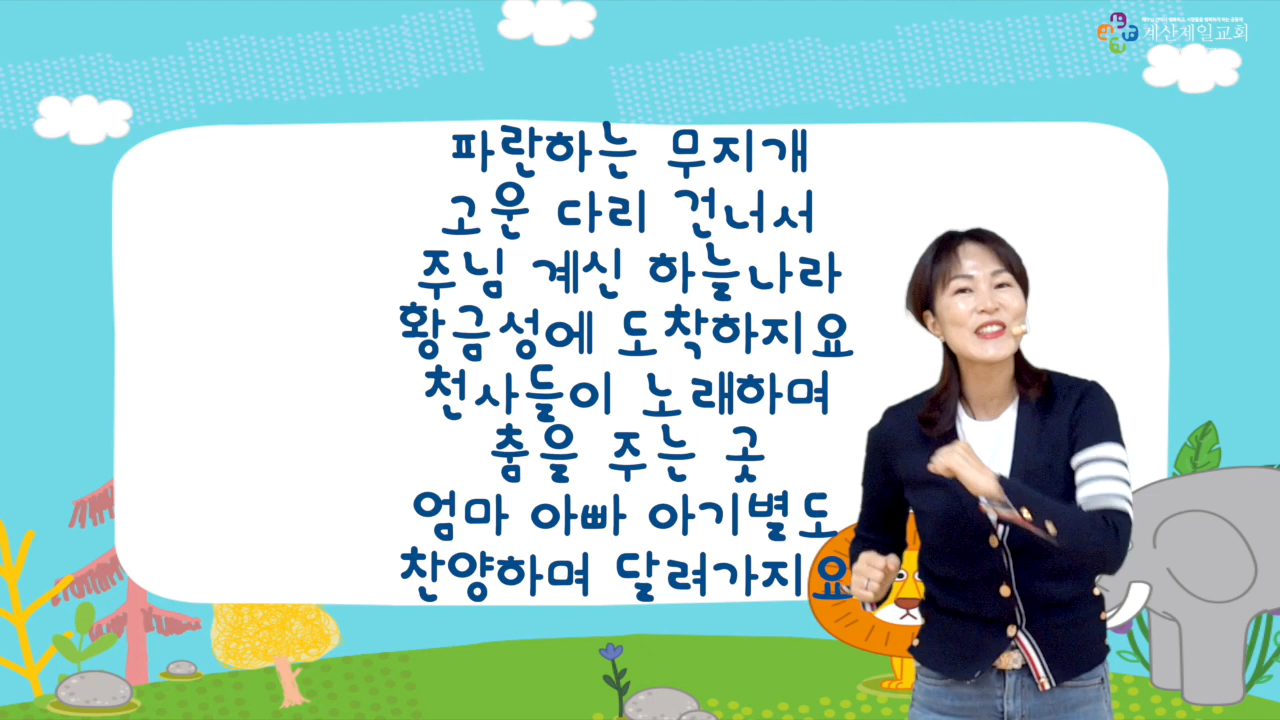 계산제일교회
파란하는 무지개
고운 다리 건너서
주님 계신 하늘나라
황금성에 도착하지요
천사들이 노래하며
춤을 주는 곳
엄마 아빠 아기별도
찬양하며 달려가지요